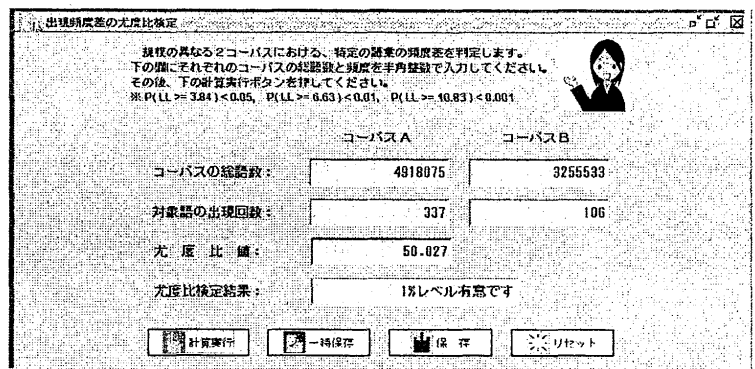 出現頻度差の尤度比検定
規模の異なる2コーパスにおける、特定の語彙の頻度差を判定します。
下の欄にそれぞれのコーパスの総語数と頻度を半角整数で入力してください。
その後、下の計算実行ボタンを押してください。
※ P(LL >= 3.84) < 0.05, P(LL >= 6.63) < 0.01, P(LL >= 10.83) < 0.001
コーパスA コーパスB
コーパスの総語数： 4918075 3255533
対象語の出現回数： 337 106
尤 度 比 値： 50.027
尤度比検定結果： 1%レベル有意です
計算実行 一時保存 保 存 リセット